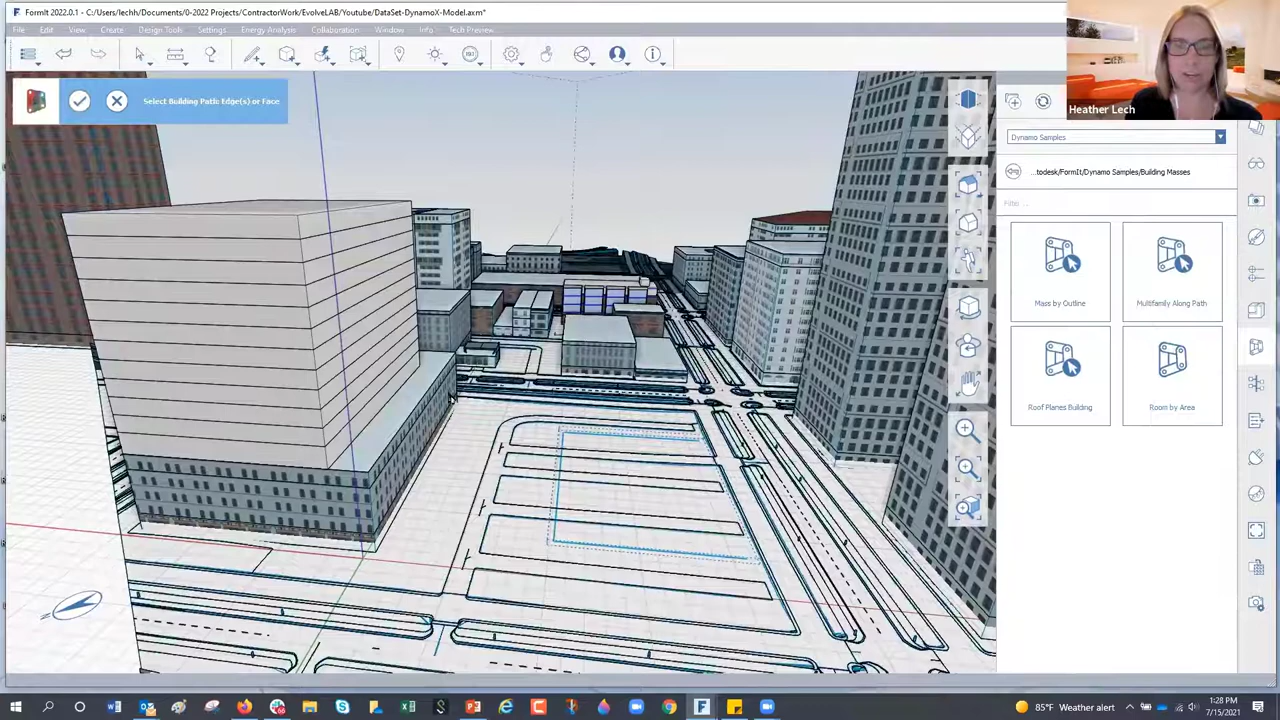 FormIt 2022.0.1 - C:/Users/lechh/Documents/0-2022 Projects/ContractorWork/EvolveLAB/Youtube/DataSet-DynamoX-Model.axm*
File Edit View Create Design Tools Settings Energy Analysis Collaboration Window Info Tech Preview
Select Building Path: Edge(s) or Face
Heather Lech
Dynamo Samples
...todesk/FormIt/Dynamo Samples/Building Masses
Filter ...
Mass by Outline
Multifamily Along Path
Roof Planes Building
Room by Area
85°F Weather alert
1:28 PM
7/15/2021